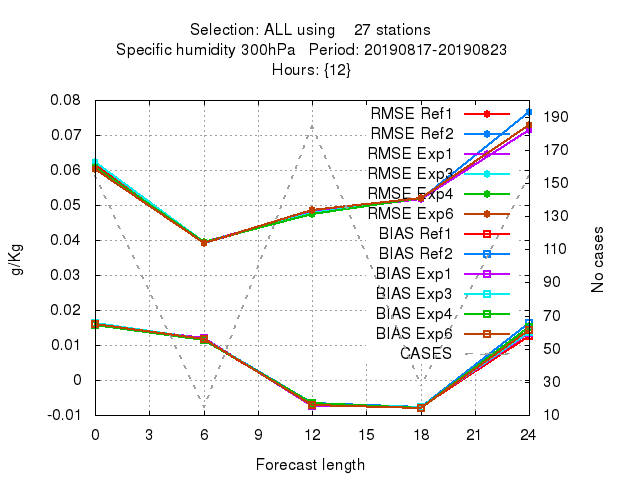 Selection: ALL using 27 stations
Specific humidity 300hPa Period: 20190817-20190823
Hours: {12}
0.08
0.07
0.06
0.05
0.04
0.03
0.02
0.01
0
-0.01
g/Kg
RMSE Ref1
RMSE Ref2
RMSE Exp1
RMSE Exp3
RMSE Exp4
RMSE Exp6
BIAS Ref1
BIAS Ref2
BIAS Exp1
BIAS Exp3
BIAS Exp4
BIAS Exp6
CASES
190
170
150
130
110
90
70
50
30
10
No cases
0 3 6 9 12 15 18 21 24
Forecast length